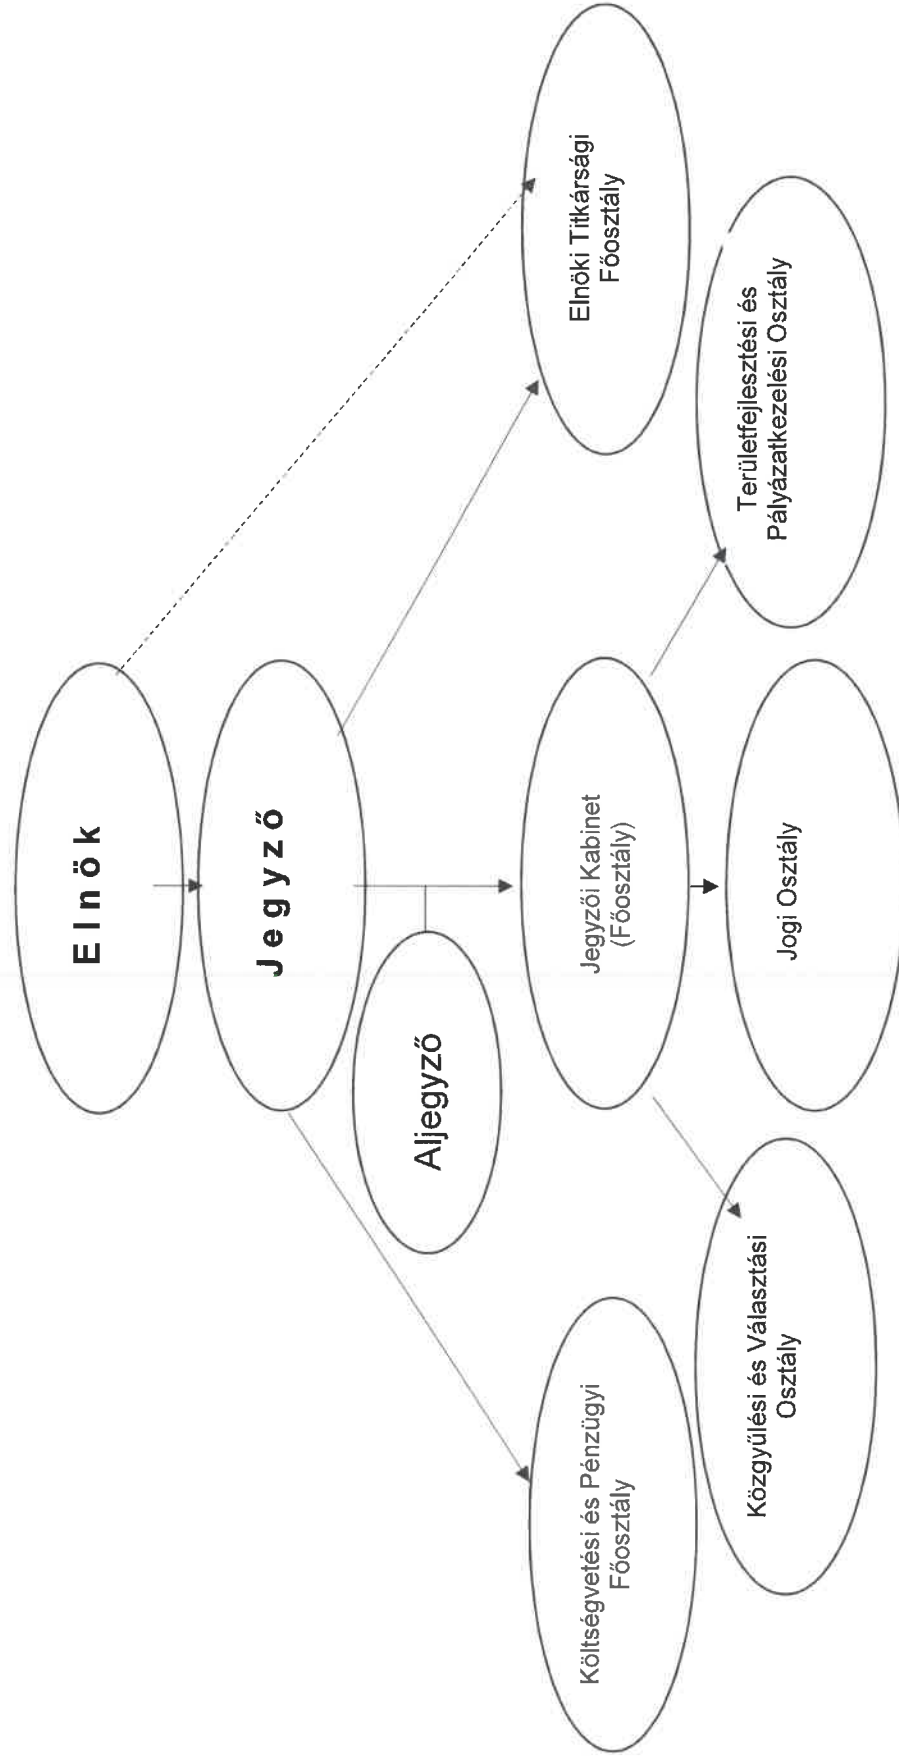 E l n ö k
J e g y z ő
Aljegyző
Költségvetési és Pénzügyi
Főosztály
Jegyzői Kabinet
(Főosztály)
Elnöki Titkársági
Főosztály
Közgyűlési és Választási
Osztály
Jogi Osztály
Területfejlesztési és
Pályázatkezelési Osztály